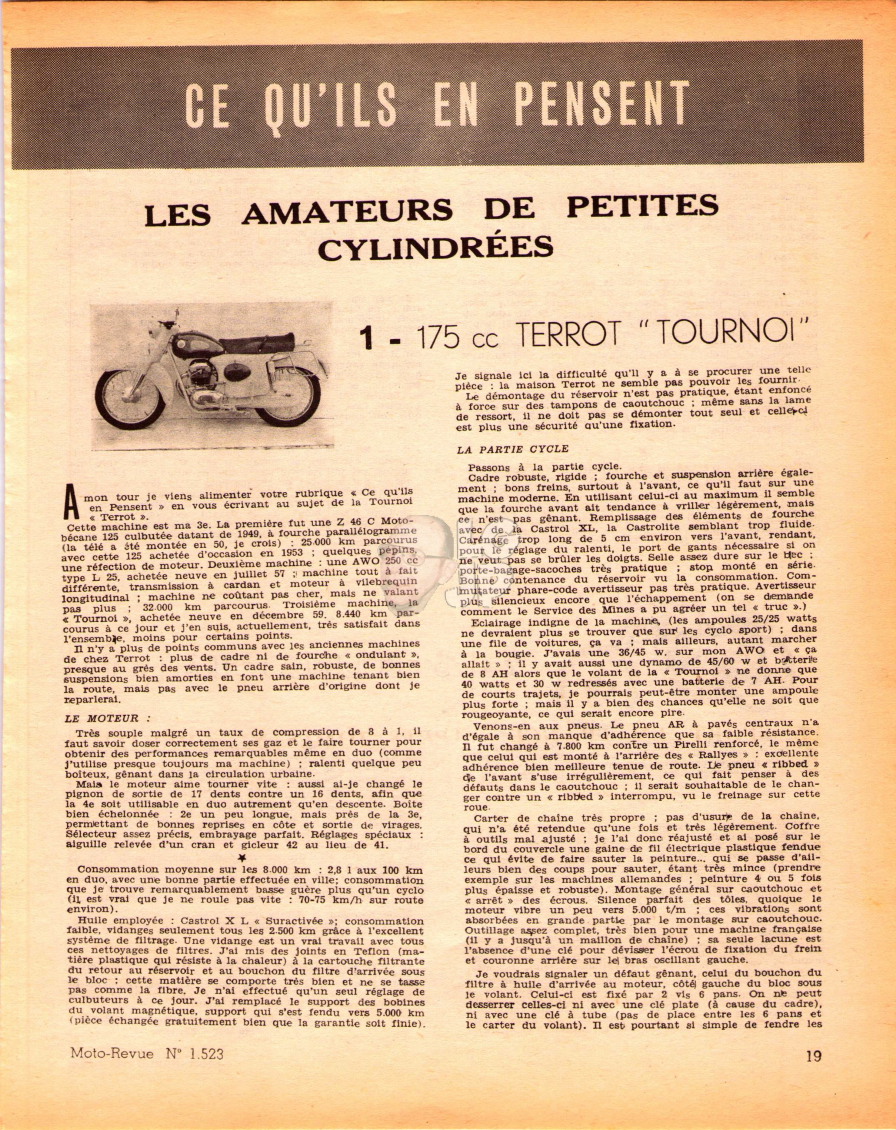 CE QU'ILS EN PENSENT
LES AMATEURS DE PETITES
CYLINDRÉES
1 - 175 cc TERROT "TOURNOI"
A mon tour je viens alimenter votre rubrique « Ce qu'ils
en Pensent » en vous écrivant au sujet de la Tournoi
« Terrot ».
Cette machine est ma 3e. La première fut une Z 46 C Moto-
bécane 125 culbutée datant de 1949, à fourche parallélogramme
(la télé a été montée en 50, je crois) : 25.000 km parcourus
avec cette 125 achetée d'occasion en 1953 ; quelques pépins,
une réfection de moteur. Deuxième machine : une AWO 250 cc
type L 25, achetée neuve en juillet 57 : machine tout à fait
différente, transmission à cardan et moteur à vilebrequin
longitudinal ; machine ne coûtant pas cher, mais ne valant
pas plus ; 32.000 km parcourus. Troisième machine, la
« Tournoi », achetée neuve en décembre 59. 8.440 km par-
courus à ce jour et j'en suis, actuellement, très satisfait dans
l'ensemble, moins pour certains points.
Il n'y a plus de points communs avec les anciennes machines
de chez Terrot : plus de cadre ni de fourche « ondulant »,
presque au grés des vents. Un cadre sain, robuste, de bonnes
suspensions bien amorties en font une machine tenant bien
la route, mais pas avec le pneu arrière d'origine dont je
reparlerai.
LE MOTEUR :
Très souple malgré un taux de compression de 8 à 1, il
faut savoir doser correctement ses gaz et le faire tourner pour
obtenir des performances remarquables même en duo (comme
j'utilise presque toujours ma machine) ; ralenti quelque peu
boîteux, gênant dans la circulation urbaine.
Mais le moteur aime tourner vite : aussi ai-je changé le
pignon de sortie de 17 dents contre un 16 dents, afin que
la 4e soit utilisable en duo autrement qu'en descente. Boîte
bien échelonnée : 2e un peu longue, mais près de la 3e,
permettant de bonnes reprises en côte et sortie de virages.
Sélecteur assez précis, embrayage parfait. Réglages spéciaux :
aiguille relevée d'un cran et gicleur 42 au lieu de 41.
★
Consommation moyenne sur les 8.000 km : 2,8 l aux 100 km
en duo, avec une bonne partie effectuée en ville; consommation
que je trouve remarquablement basse guère plus qu'un cyclo
(il est vrai que je ne roule pas vite : 70-75 km/h sur route
environ).
Huile employée : Castrol X L « Suractivée »; consommation
faible, vidanges seulement tous les 2.500 km grâce à l'excellent
système de filtrage. Une vidange est un vrai travail avec tous
ces nettoyages de filtres. J'ai mis des joints en Teflon (ma-
tière plastique qui résiste à la chaleur) à la cartouche filtrante
du retour au réservoir et au bouchon du filtre d'arrivée sous
le bloc ; cette matière se comporte très bien et ne se tasse
pas comme la fibre. Je n'ai effectué qu'un seul réglage de
culbuteurs à ce jour. J'ai remplacé le support des bobines
du volant magnétique, support qui s'est fendu vers 5.000 km
(pièce échangée gratuitement bien que la garantie soit finie).
Je signale ici la difficulté qu'il y a à se procurer une telle
pièce : la maison Terrot ne semble pas pouvoir les fournir.
Le démontage du réservoir n'est pas pratique, étant enfoncé
à force sur des tampons de caoutchouc ; même sans la lame
de ressort, il ne doit pas se démonter tout seul et celle-ci
est plus une sécurité qu'une fixation.
LA PARTIE CYCLE
Passons à la partie cycle.
Cadre robuste, rigide ; fourche et suspension arrière égale-
ment ; bons freins, surtout à l'avant, ce qu'il faut sur une
machine moderne. En utilisant celui-ci au maximum il semble
que la fourche avant ait tendance à vriller légèrement, mais
ce n'est pas gênant. Remplissage des éléments de fourche
avec de la Castrol XL, la Castrolite semblant trop fluide.
Carénage trop long de 5 cm environ vers l'avant, rendant,
pour le réglage du ralenti, le port de gants nécessaire si on
ne veut pas se brûler les doigts. Selle assez dure sur le bec ;
porte-bagage-sacoches très pratique ; stop monté en série.
Bonne contenance du réservoir vu la consommation. Com-
mutateur phare-code avertisseur pas très pratique. Avertisseur
plus silencieux encore que l'échappement (on se demande
comment le Service des Mines a pu agréer un tel « truc ».)
Eclairage indigne de la machine, (les ampoules 25/25 watts
ne devraient plus se trouver que sur les cyclo sport) ; dans
une file de voitures, ça va ; mais ailleurs, autant marcher
à la bougie. J'avais une 36/45 w. sur mon AWO et « ça
allait » ; il y avait aussi une dynamo de 45/60 w et batterie
de 8 AH alors que le volant de la « Tournoi » ne donne que
40 watts et 30 w redressés avec une batterie de 7 AH. Pour
de courts trajets, je pourrais peut-être monter une ampoule
plus forte ; mais il y a bien des chances qu'elle ne soit que
rougeoyante, ce qui serait encore pire.
Venons-en aux pneus. Le pneu AR à pavés centraux n'a
d'égale à son manque d'adhérence que sa faible résistance.
Il fut changé à 7.800 km contre un Pirelli renforcé, le même
que celui qui est monté à l'arrière des « Rallyes » : excellente
adhérence bien meilleure tenue de route. Le pneu « ribbed »
de l'avant s'use irrégulièrement, ce qui fait penser à des
défauts dans le caoutchouc ; il serait souhaitable de le chan-
ger contre un « ribbed » interrompu, vu le freinage sur cette
roue.
Carter de chaîne très propre ; pas d'usure de la chaîne,
qui n'a été retendue qu'une fois et très légèrement. Coffre
à outils mal ajusté ; je l'ai donc réajusté et ai posé sur le
bord du couvercle une gaine de fil électrique plastique fendue
ce qui évite de faire sauter la peinture... qui se passe d'ail-
leurs bien des coups pour sauter, étant très mince (prendre
exemple sur les machines allemandes ; peinture 4 ou 5 fois
plus épaisse et robuste). Montage général sur caoutchouc et
« arrêt » des écrous. Silence parfait des tôles, quoique le
moteur vibre un peu vers 5.000 t/m ; ces vibrations sont
absorbées en grande partie par le montage sur caoutchouc.
Outillage assez complet, très bien pour une machine française
(il y a jusqu'à un maillon de chaîne) ; sa seule lacune est
l'absence d'une clé pour dévisser l'écrou de fixation du frein
et couronne arrière sur le bras oscillant gauche.
Je voudrais signaler un défaut gênant, celui du bouchon du
filtre à huile d'arrivée au moteur, côté gauche du bloc sous
le volant. Celui-ci est fixé par 2 vis 6 pans. On ne peut
desserrer celles-ci ni avec une clé plate (à cause du cadre),
ni avec une clé à tube (pas de place entre les 6 pans et
le carter du volant). Il est pourtant si simple de fendre les
Moto-Revue N° 1.523
19